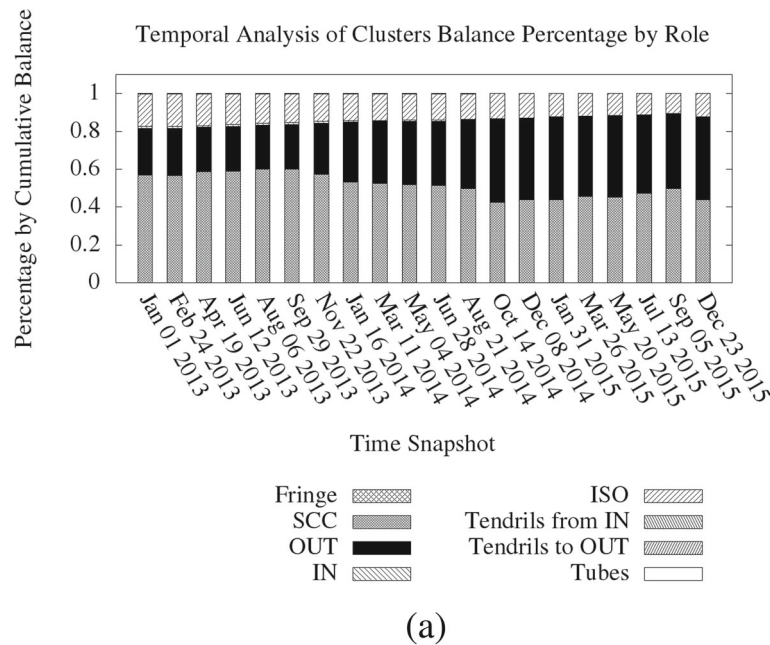 Temporal Analysis of Clusters Balance Percentage by Role
Percentage by Cumulative Balance
1
0.8
0.6
0.4
0.2
0
Jan 01 2013
Feb 24 2013
Apr 19 2013
Jun 12 2013
Aug 06 2013
Sep 29 2013
Nov 22 2013
Jan 16 2014
Mar 11 2014
May 04 2014
Jun 28 2014
Aug 21 2014
Oct 14 2014
Dec 08 2014
Jan 31 2015
Mar 26 2015
May 20 2015
Jul 13 2015
Sep 05 2015
Dec 23 2015
Time Snapshot
Fringe
SCC
OUT
IN
ISO
Tendrils from IN
Tendrils to OUT
Tubes
(a)